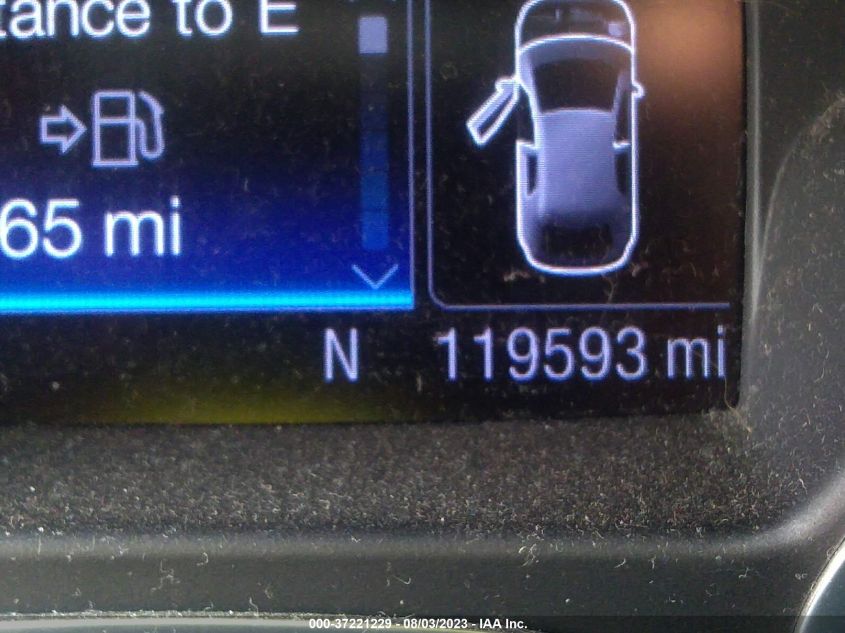 tance to E
65 mi
N 119593 mi
000-37221229 - 08/03/2023 - IAA Inc.